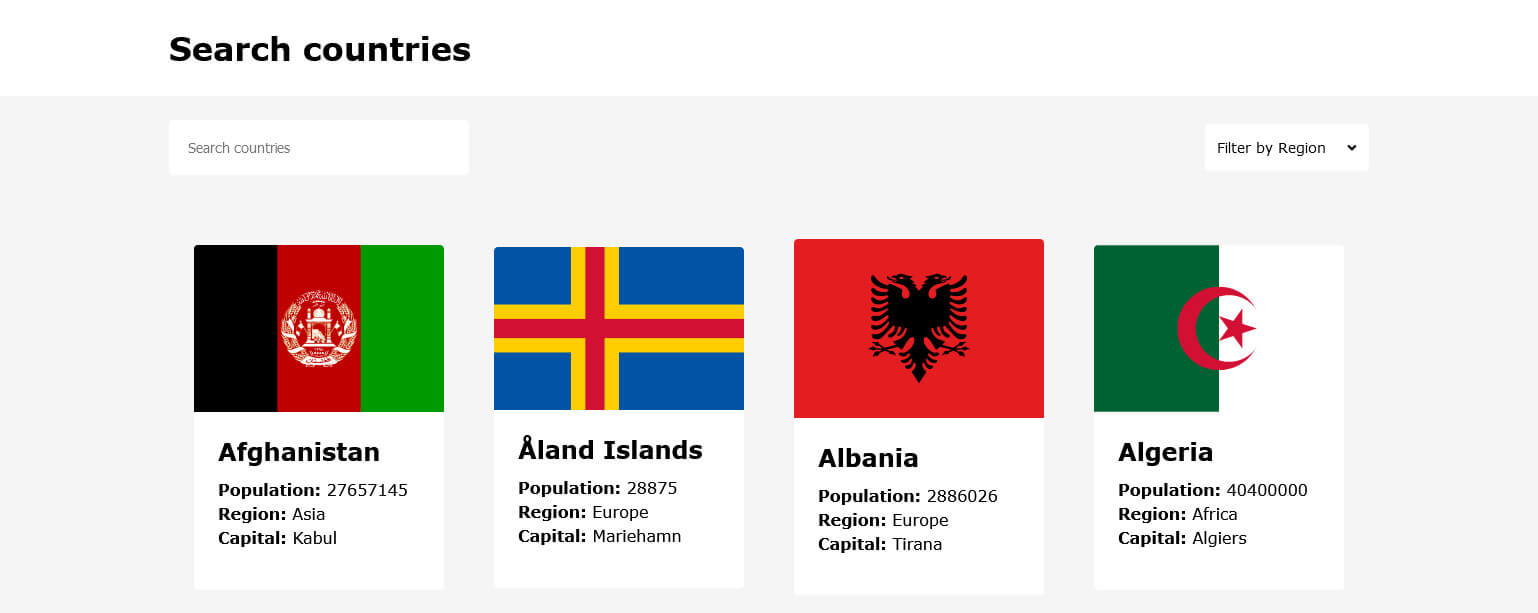 Search countries
Search countries
Filter by Region
Afghanistan
Population: 27657145
Region: Asia
Capital: Kabul
Åland Islands
Population: 28875
Region: Europe
Capital: Mariehamn
Albania
Population: 2886026
Region: Europe
Capital: Tirana
Algeria
Population: 40400000
Region: Africa
Capital: Algiers